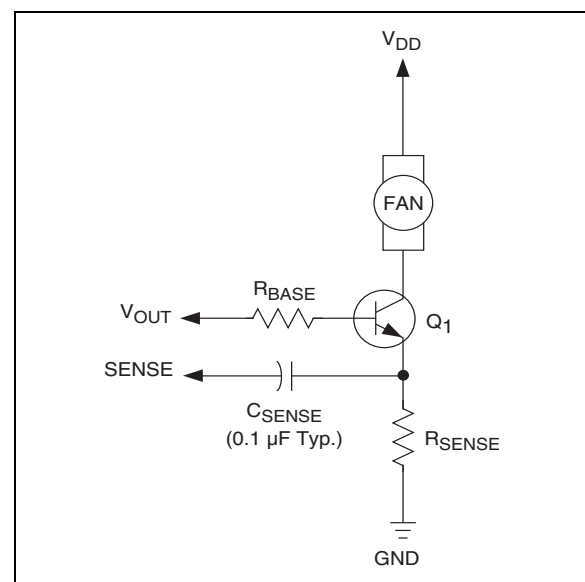 VDD
FAN
RBASE
VOUT
Q1
SENSE
CSENSE
(0.1 µF Typ.)
RSENSE
GND